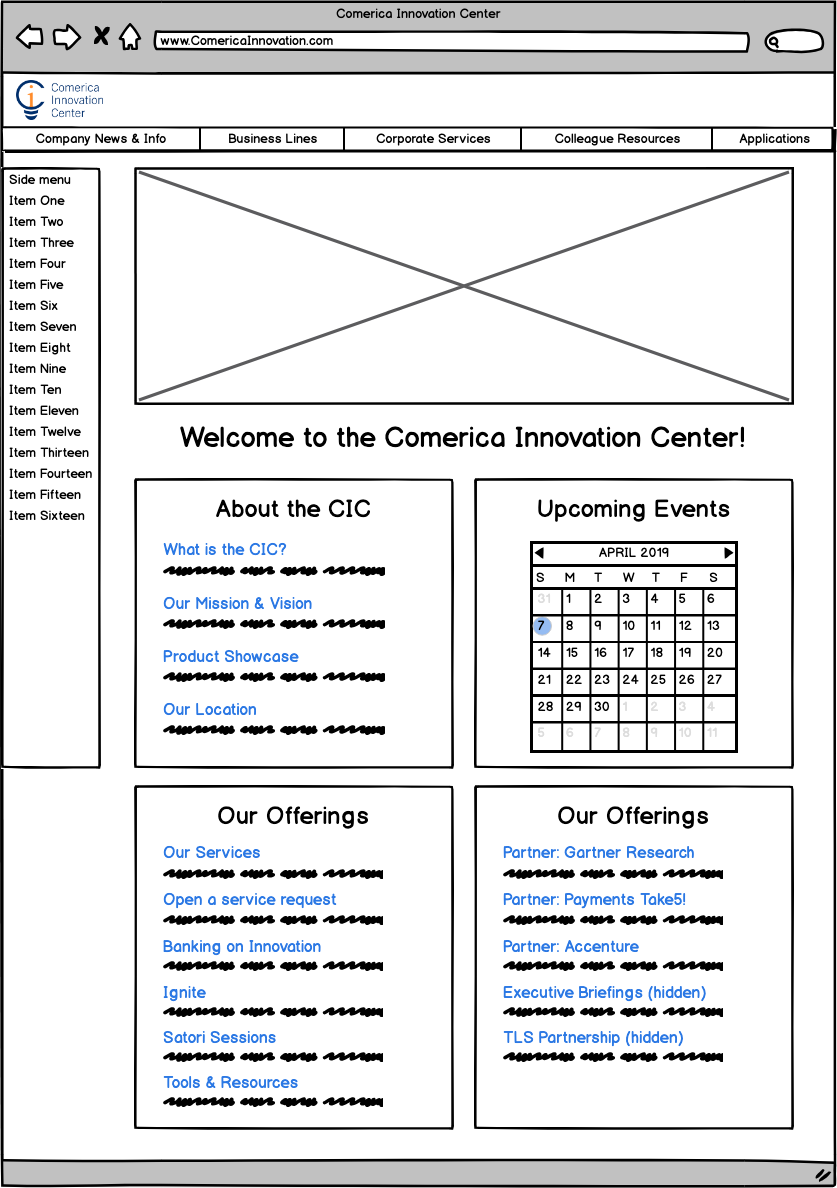 Comerica Innovation Center
www.ComericaInnovation.com
Comerica
Innovation
Center
Company News & Info Business Lines Corporate Services Colleague Resources Applications
Side menu
Item One
Item Two
Item Three
Item Four
Item Five
Item Six
Item Seven
Item Eight
Item Nine
Item Ten
Item Eleven
Item Twelve
Item Thirteen
Item Fourteen
Item Fifteen
Item Sixteen
Welcome to the Comerica Innovation Center!
About the CIC
What is the CIC?
Our Mission & Vision
Product Showcase
Our Location
Upcoming Events
APRIL 2019
S M T W T F S
31 1 2 3 4 5 6
7 8 9 10 11 12 13
14 15 16 17 18 19 20
21 22 23 24 25 26 27
28 29 30 1 2 3 4
5 6 7 8 9 10 11
Our Offerings
Our Services
Open a service request
Banking on Innovation
Ignite
Satori Sessions
Tools & Resources
Our Offerings
Partner: Gartner Research
Partner: Payments Take5!
Partner: Accenture
Executive Briefings (hidden)
TLS Partnership (hidden)